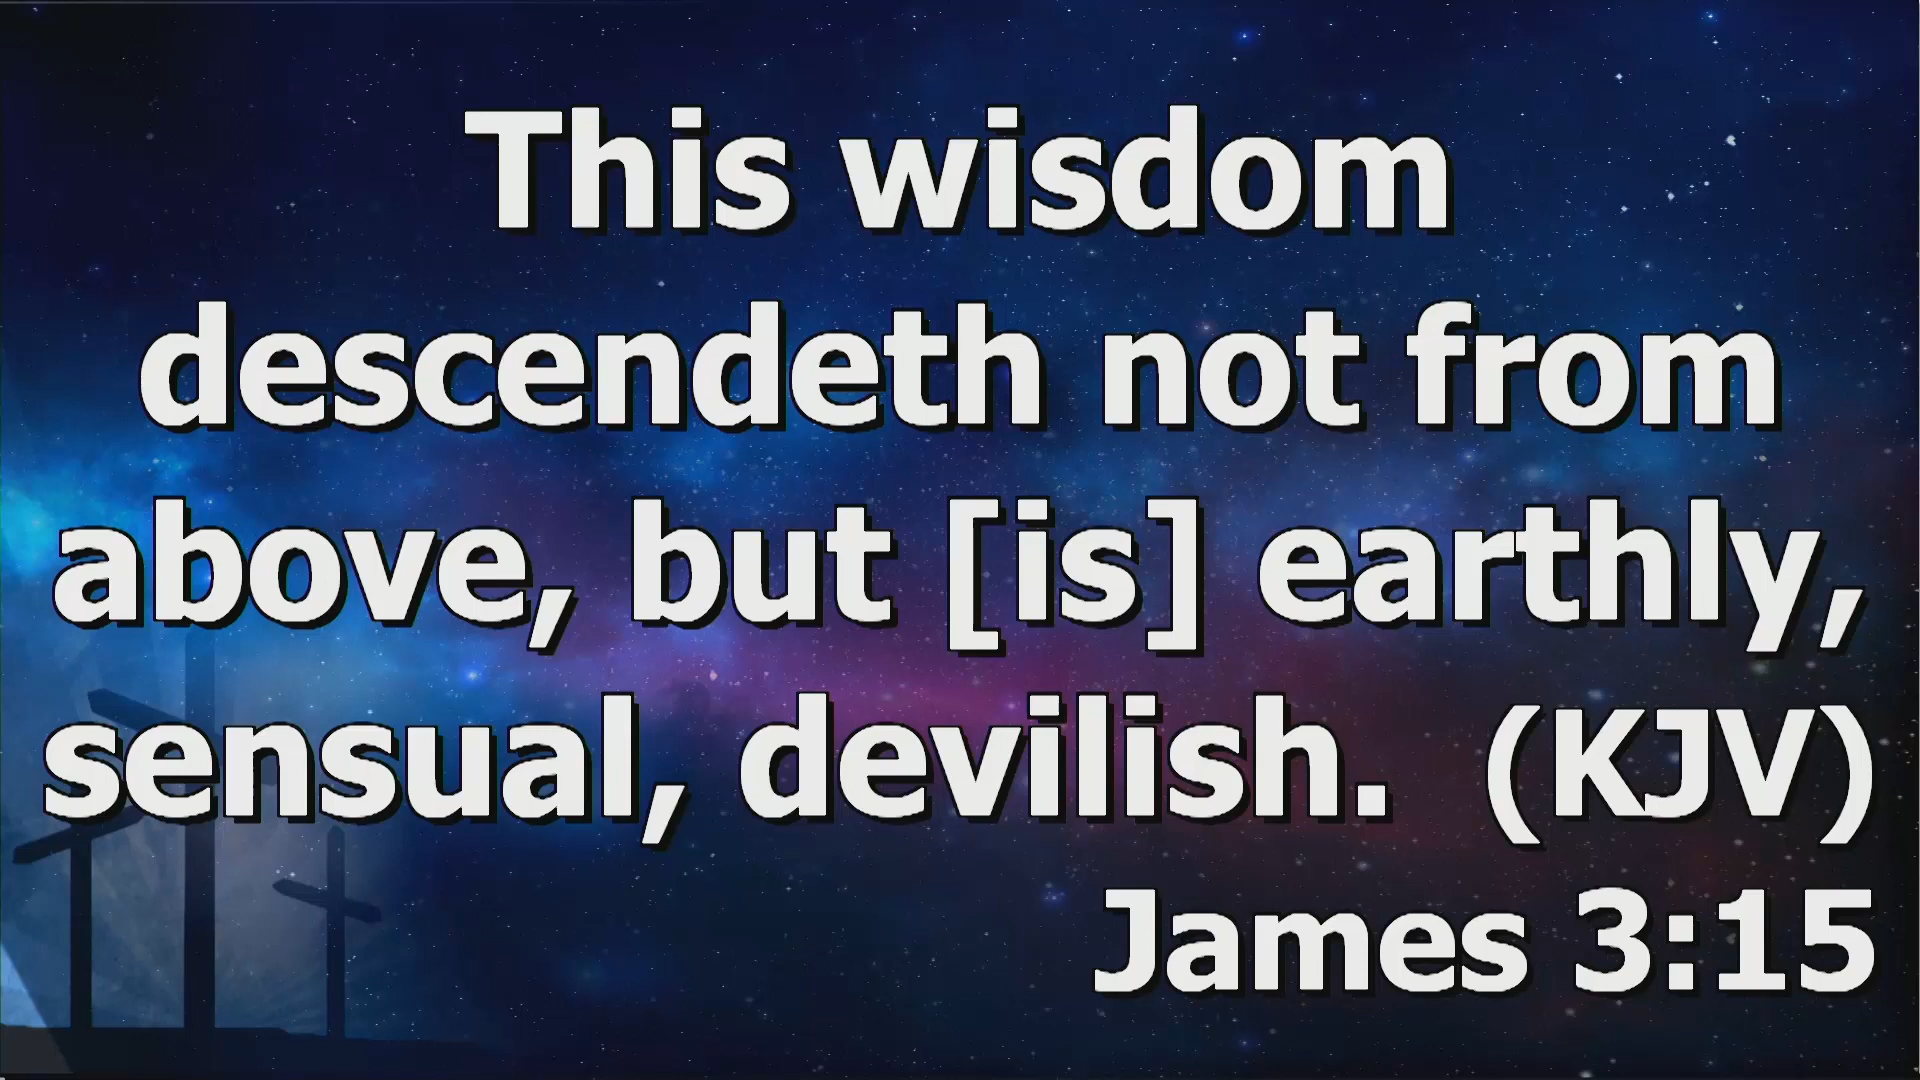 This wisdom
descendeth not from
above, but [is] earthly,
sensual, devilish.  (KJV)
James 3:15